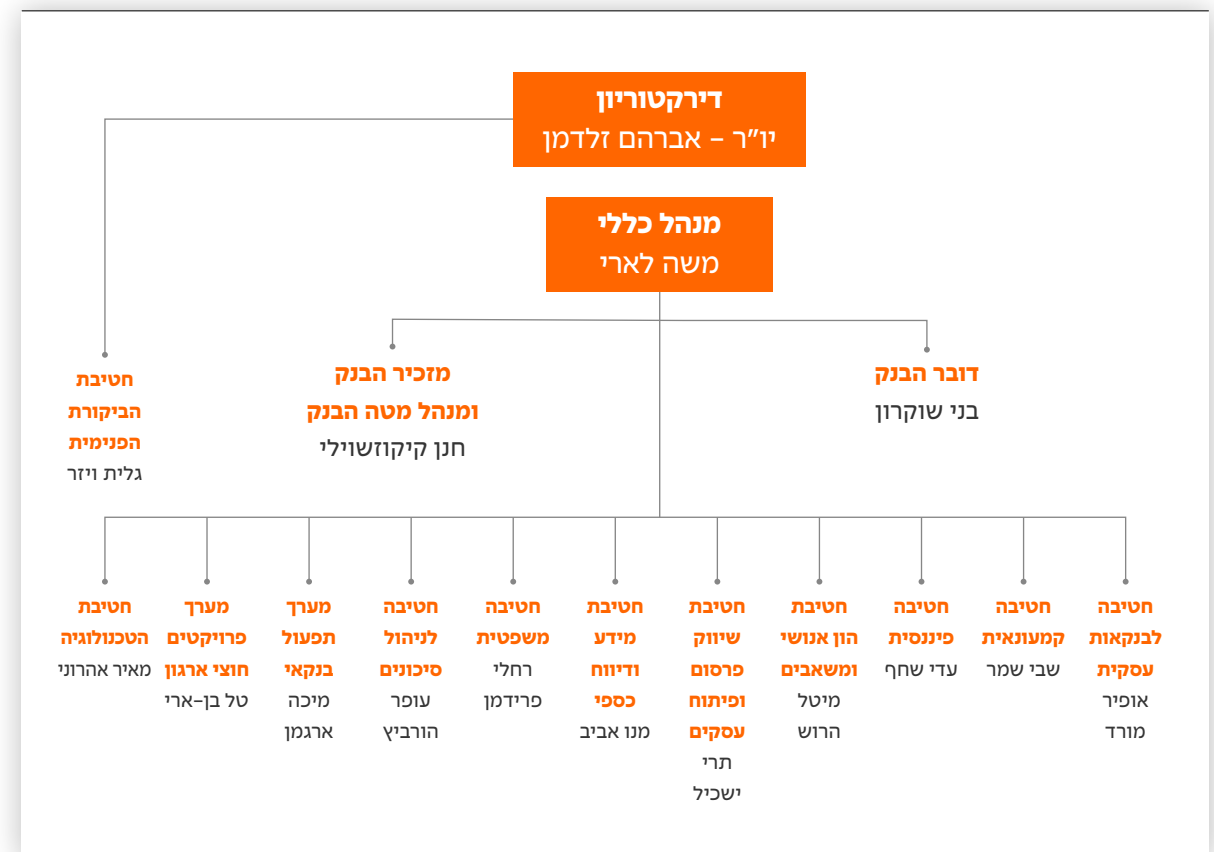 דירקטוריון
יו"ר – אברהם זלדמן
מנהל כללי
משה לארי
דובר הבנק
בני שוקרון
מזכיר הבנק
ומנהל מטה הבנק
חנן קיקוזשוילי
חטיבת
הביקורת
הפנימית
גלית ויזר
חטיבה
לבנקאות
עסקית
אופיר
מורד
חטיבה
קמעונאית
שבי שמר
חטיבה
פיננסית
עדי שחף
חטיבת
הון אנושי
ומשאבים
מיטל
הרוש
חטיבת
שיווק
פרסום
ופיתוח
עסקים
תרי
ישכיל
חטיבת
מידע
ודיווח
כספי
מנו אביב
חטיבה
משפטית
רחלי
פרידמן
חטיבה
לניהול
סיכונים
עופר
הורביץ
מערך
תפעול
בנקאי
מיכה
ארגמן
מערך
פרויקטים
חוצי ארגון
טל בן-ארי
חטיבת
הטכנולוגיה
מאיר אהרוני